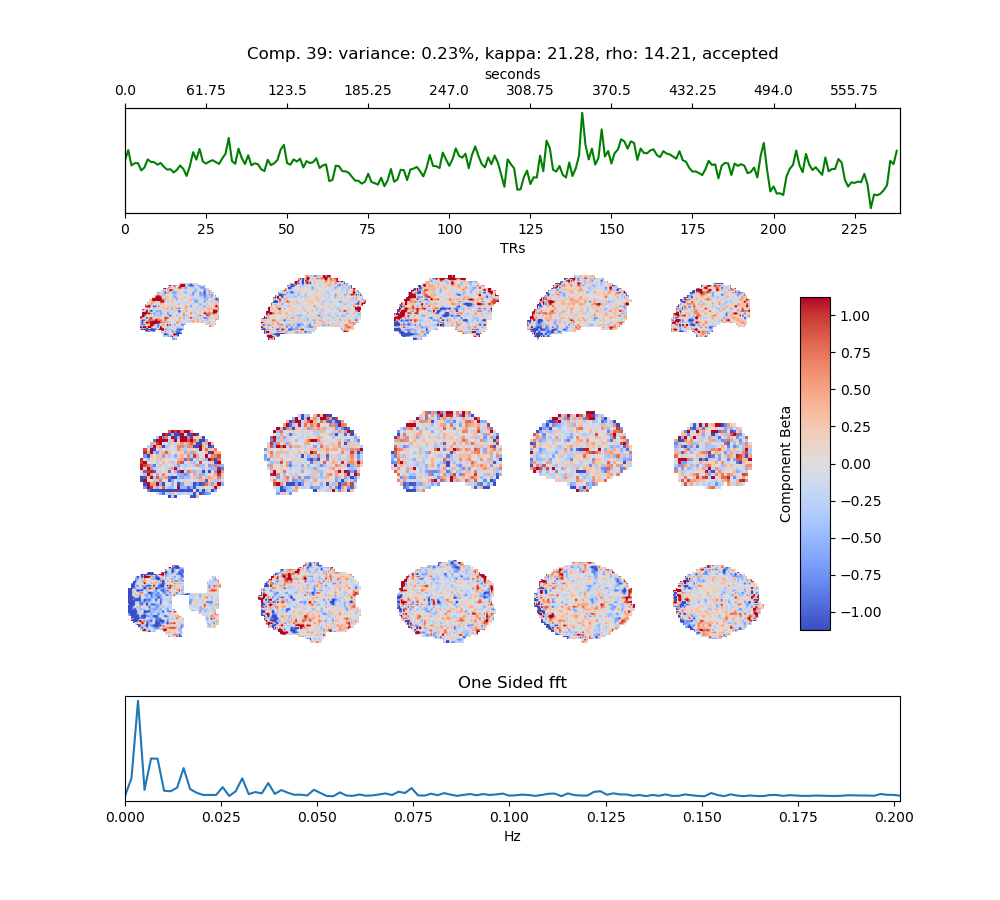 Comp. 39: variance: 0.23%, kappa: 21.28, rho: 14.21, accepted
seconds
0.0 61.75 123.5 185.25 247.0 308.75 370.5 432.25 494.0 555.75
0 25 50 75 100 125 150 175 200 225
TRs
1.00
0.75
0.50
0.25
0.00
−0.25
−0.50
−0.75
−1.00
Component Beta
One Sided fft
0.000 0.025 0.050 0.075 0.100 0.125 0.150 0.175 0.200
Hz